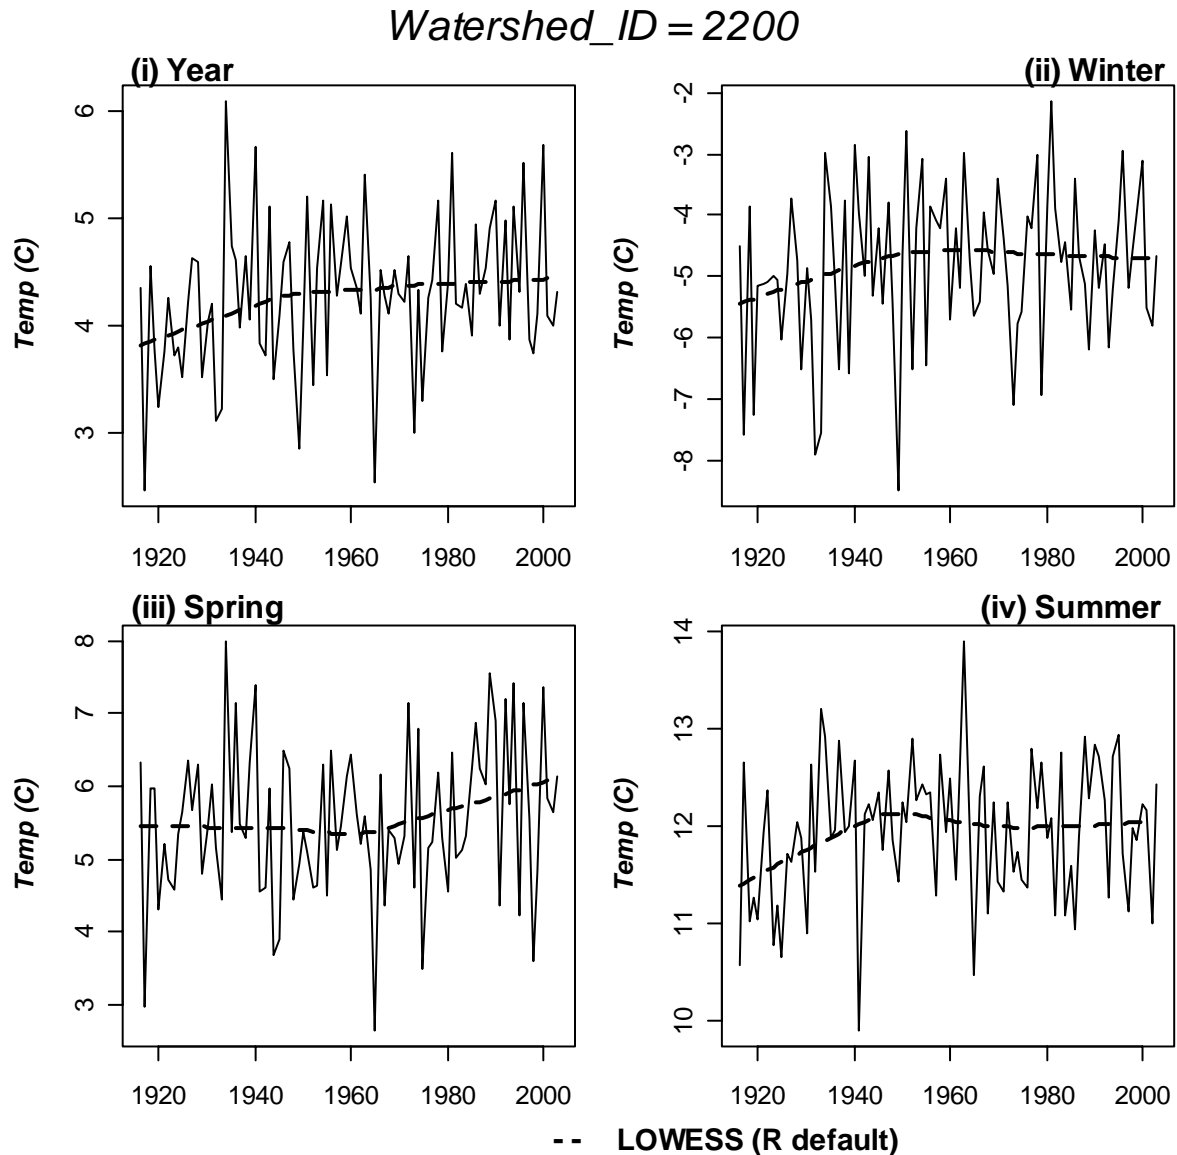 Watershed_ID = 2200
(i) Year
Temp (C)
6
5
4
3
1920 1940 1960 1980 2000
(ii) Winter
Temp (C)
-2
-3
-4
-5
-6
-7
-8
1920 1940 1960 1980 2000
(iii) Spring
Temp (C)
8
7
6
5
4
3
1920 1940 1960 1980 2000
(iv) Summer
Temp (C)
14
13
12
11
10
1920 1940 1960 1980 2000
-- LOWESS (R default)